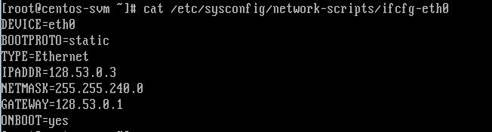 [root@centos-svm ~]# cat /etc/sysconfig/network-scripts/ifcfg-eth0
DEVICE=eth0
BOOTPROTO=static
TYPE=Ethernet
IPADDR=128.53.0.3
NETMASK=255.255.240.0
GATEWAY=128.53.0.1
ONBOOT=yes